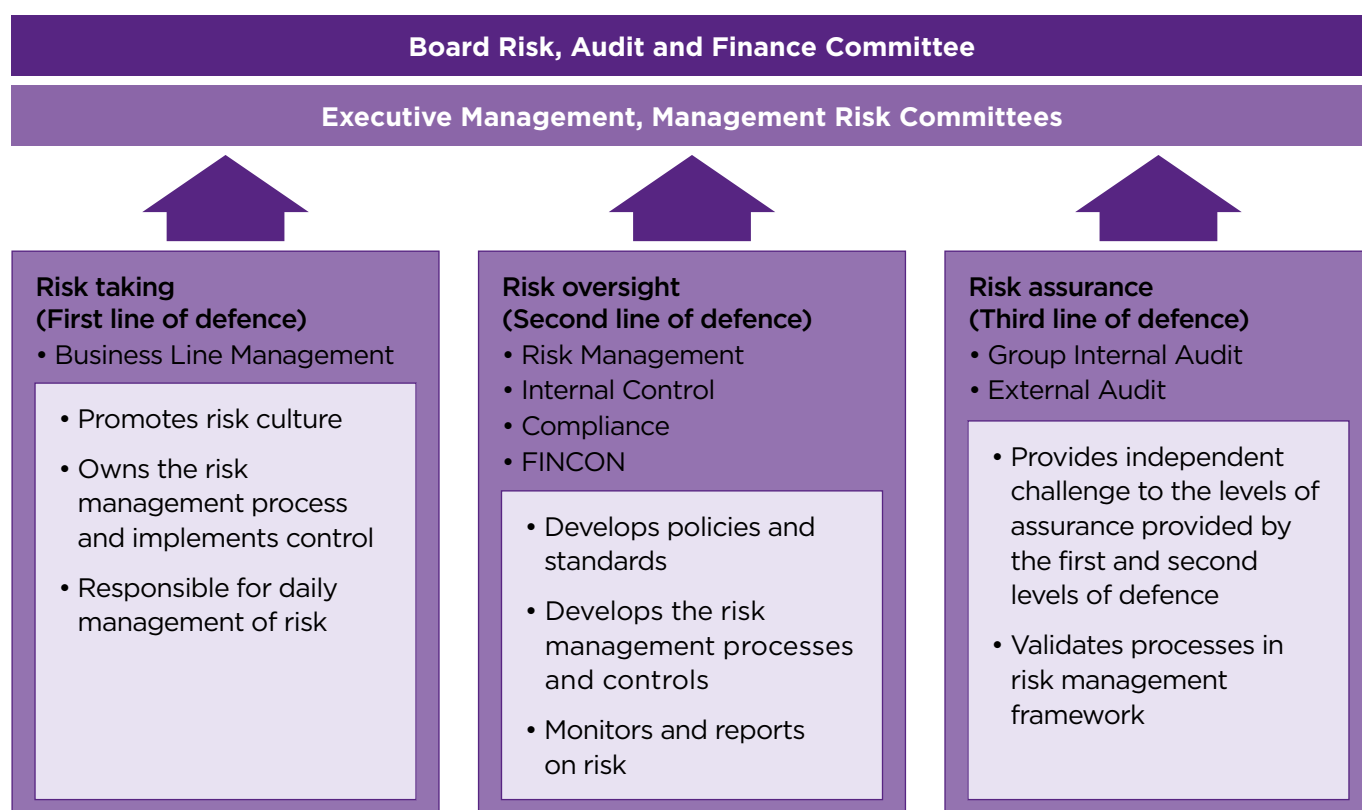 Board Risk, Audit and Finance Committee
Executive Management, Management Risk Committees
Risk taking
(First line of defence)
• Business Line Management
• Promotes risk culture
• Owns the risk
management process
and implements control
• Responsible for daily
management of risk
Risk oversight
(Second line of defence)
• Risk Management
• Internal Control
• Compliance
• FINCON
• Develops policies and
standards
• Develops the risk
management processes
and controls
• Monitors and reports
on risk
Risk assurance
(Third line of defence)
• Group Internal Audit
• External Audit
• Provides independent
challenge to the levels of
assurance provided by
the first and second
levels of defence
• Validates processes in
risk management
framework